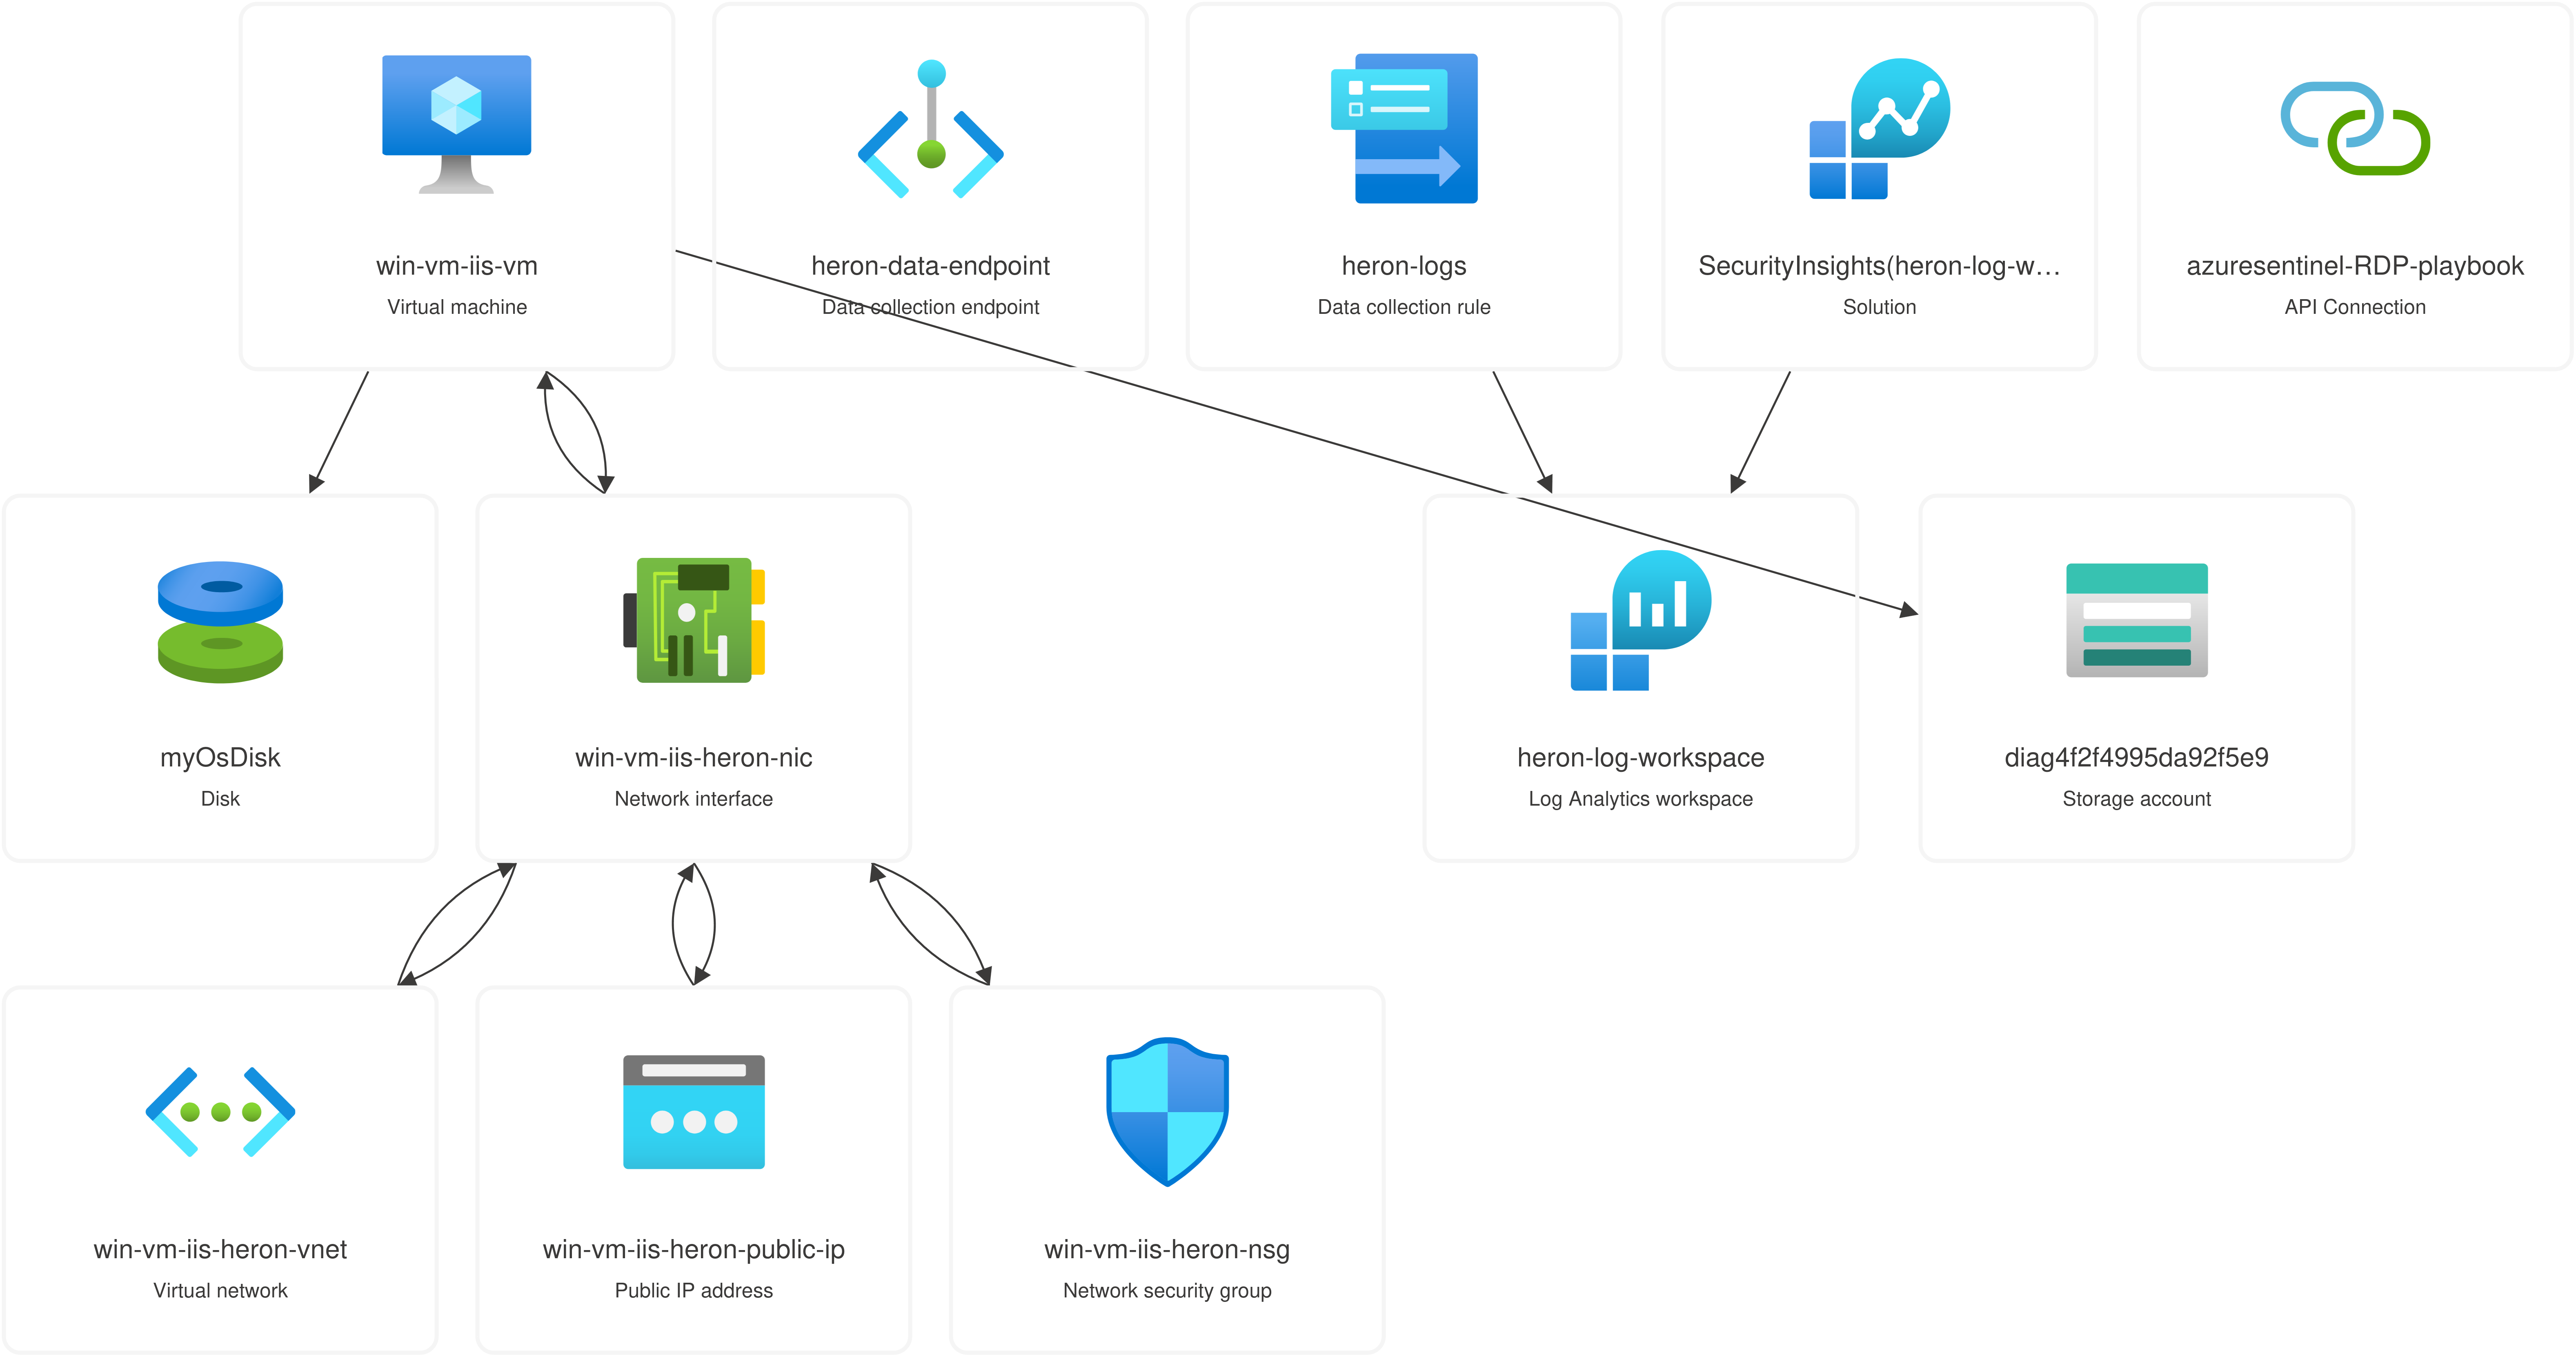 win-vm-iis-vm
Virtual machine
heron-data-endpoint
Data collection endpoint
heron-logs
Data collection rule
SecurityInsights(heron-log-w…
Solution
azuresentinel-RDP-playbook
API Connection
myOsDisk
Disk
win-vm-iis-heron-nic
Network interface
heron-log-workspace
Log Analytics workspace
diag4f2f4995da92f5e9
Storage account
win-vm-iis-heron-vnet
Virtual network
win-vm-iis-heron-public-ip
Public IP address
win-vm-iis-heron-nsg
Network security group